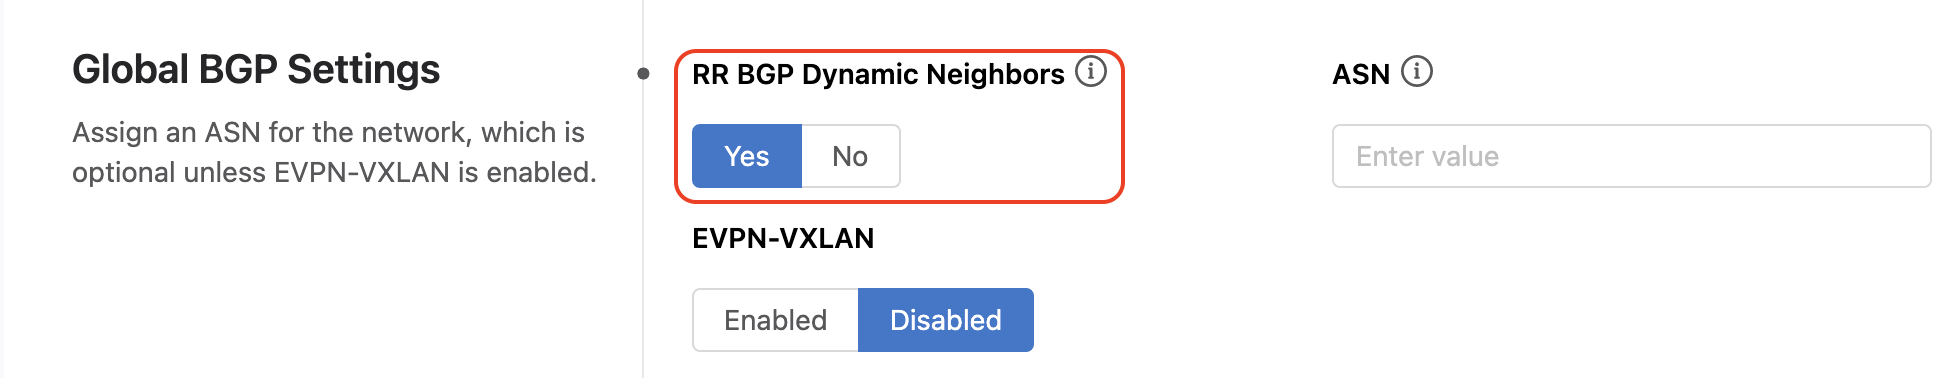 Global BGP Settings
Assign an ASN for the network, which is
optional unless EVPN-VXLAN is enabled.
RR BGP Dynamic Neighbors
Yes
No
ASN
Enter value
EVPN-VXLAN
Enabled
Disabled